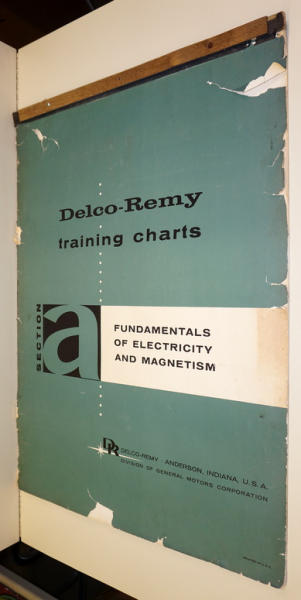 Delco-Remy
training charts
SECTION
a
FUNDAMENTALS
OF ELECTRICITY
AND MAGNETISM
DR
DELCO-REMY · ANDERSON, INDIANA, U.S.A.
DIVISION OF GENERAL MOTORS CORPORATION